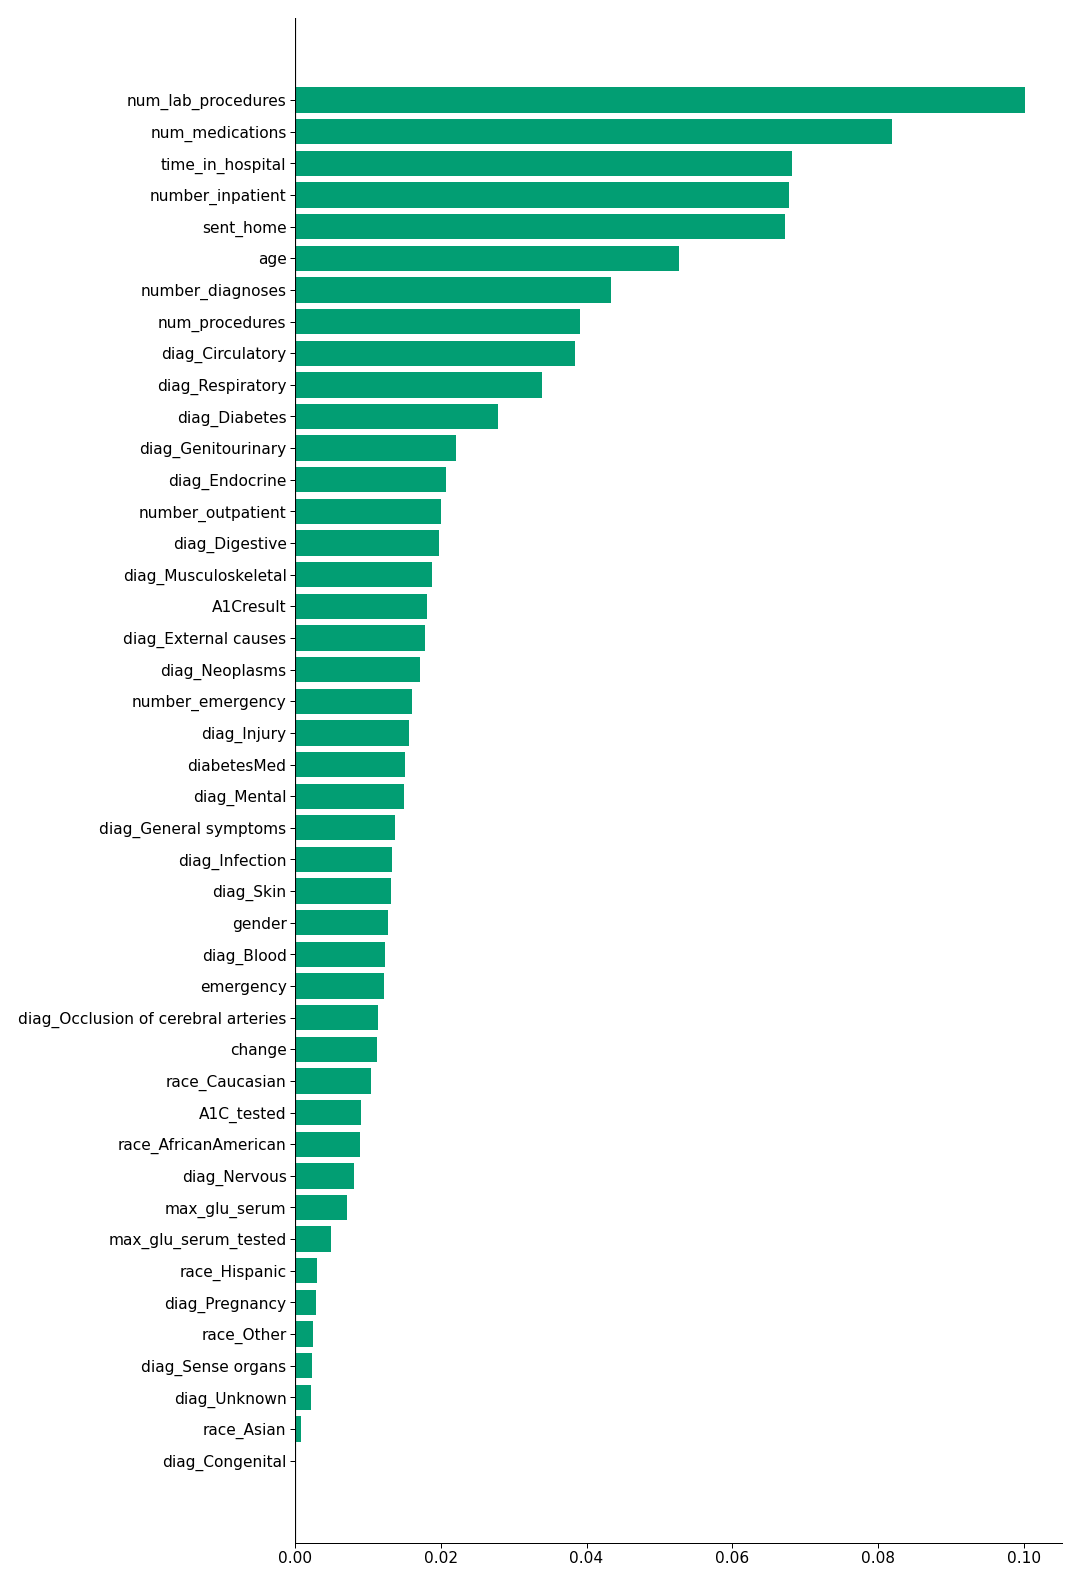 num_lab_procedures
num_medications
time_in_hospital
number_inpatient
sent_home
age
number_diagnoses
num_procedures
diag_Circulatory
diag_Respiratory
diag_Diabetes
diag_Genitourinary
diag_Endocrine
number_outpatient
diag_Digestive
diag_Musculoskeletal
A1Cresult
diag_External causes
diag_Neoplasms
number_emergency
diag_Injury
diabetesMed
diag_Mental
diag_General symptoms
diag_Infection
diag_Skin
gender
diag_Blood
emergency
diag_Occlusion of cerebral arteries
change
race_Caucasian
A1C_tested
race_AfricanAmerican
diag_Nervous
max_glu_serum
max_glu_serum_tested
race_Hispanic
diag_Pregnancy
race_Other
diag_Sense organs
diag_Unknown
race_Asian
diag_Congenital
0.00 0.02 0.04 0.06 0.08 0.10